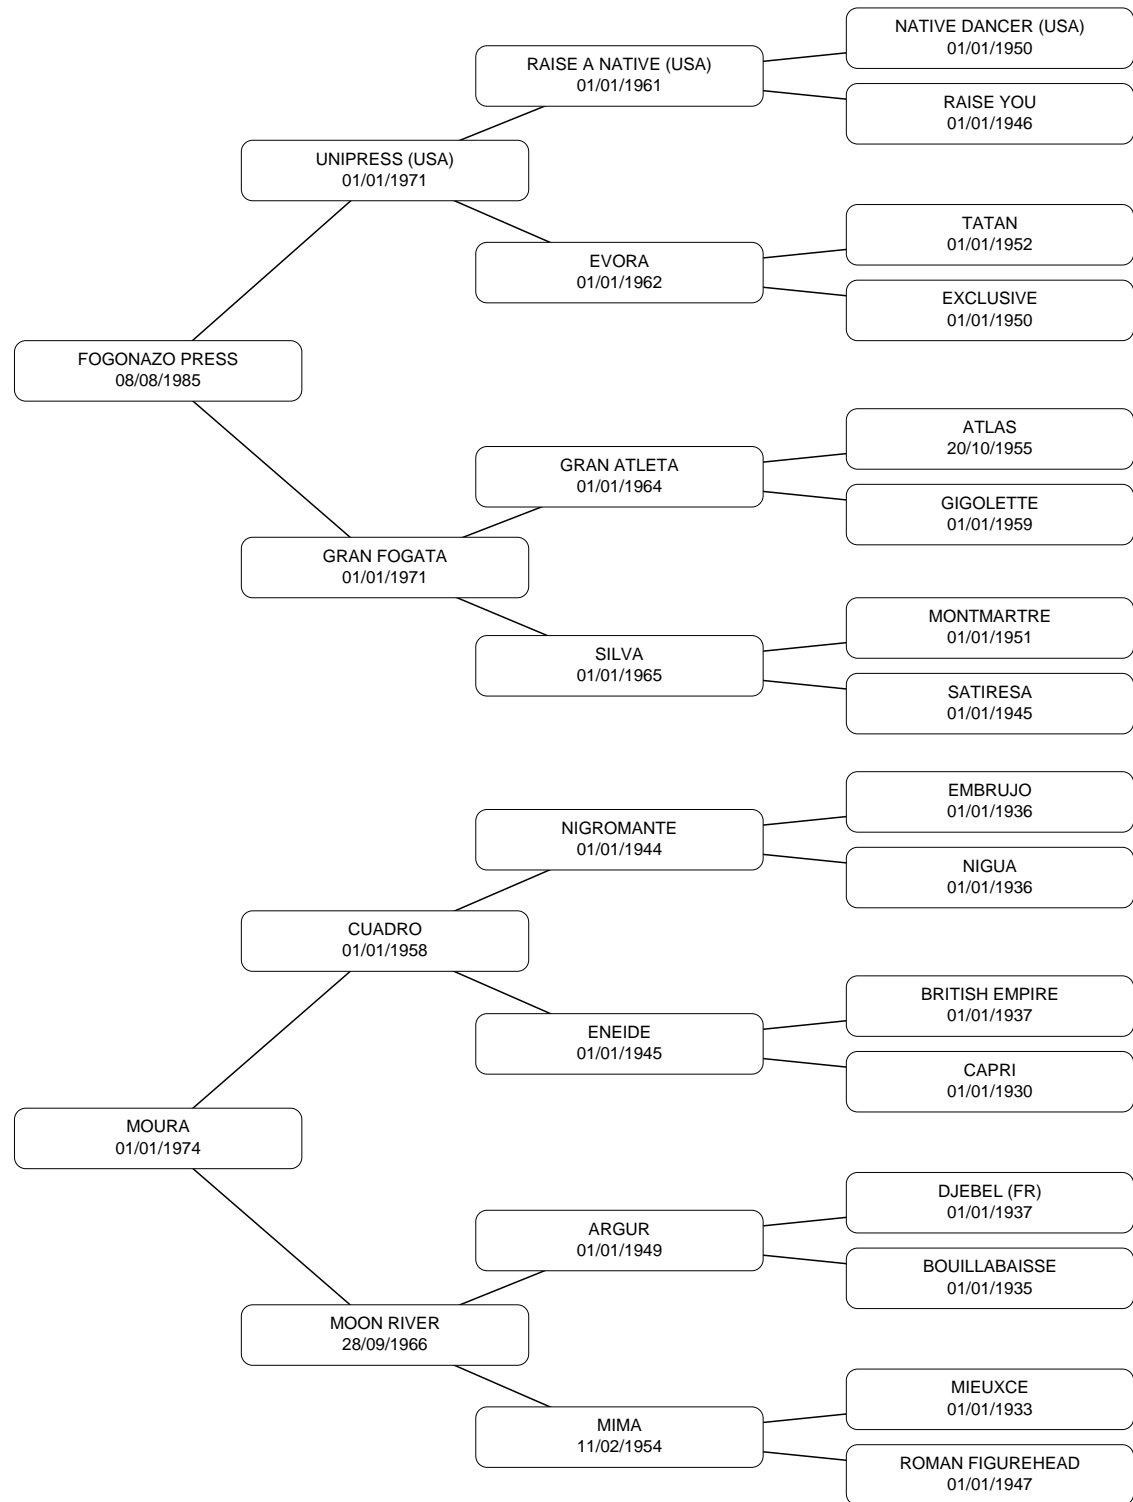 NATIVE DANCER (USA)
01/01/1950
RAISE A NATIVE (USA)
01/01/1961
RAISE YOU
01/01/1946
UNIPRESS (USA)
01/01/1971
TATAN
01/01/1952
EVORA
01/01/1962
EXCLUSIVE
01/01/1950
FOGONAZO PRESS
08/08/1985
ATLAS
20/10/1955
GRAN ATLETA
01/01/1964
GIGOLETTE
01/01/1959
GRAN FOGATA
01/01/1971
MONTMARTRE
01/01/1951
SILVA
01/01/1965
SATIRESA
01/01/1945
EMBRUJO
01/01/1936
NIGROMANTE
01/01/1944
NIGUA
01/01/1936
CUADRO
01/01/1958
BRITISH EMPIRE
01/01/1937
ENEIDE
01/01/1945
CAPRI
01/01/1930
MOURA
01/01/1974
DJEBEL (FR)
01/01/1937
ARGUR
01/01/1949
BOUILLABAISSE
01/01/1935
MOON RIVER
28/09/1966
MIEUXCE
01/01/1933
MIMA
11/02/1954
ROMAN FIGUREHEAD
01/01/1947